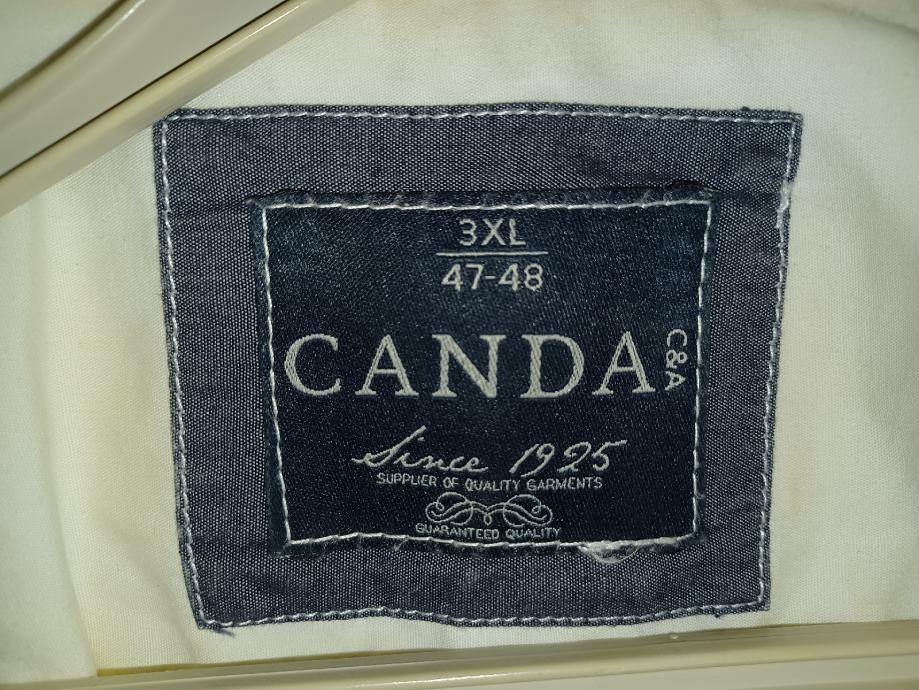 3XL
47-48
CANDA
C&A
Since 1925
SUPPLIER OF QUALITY GARMENTS
GUARANTEED QUALITY